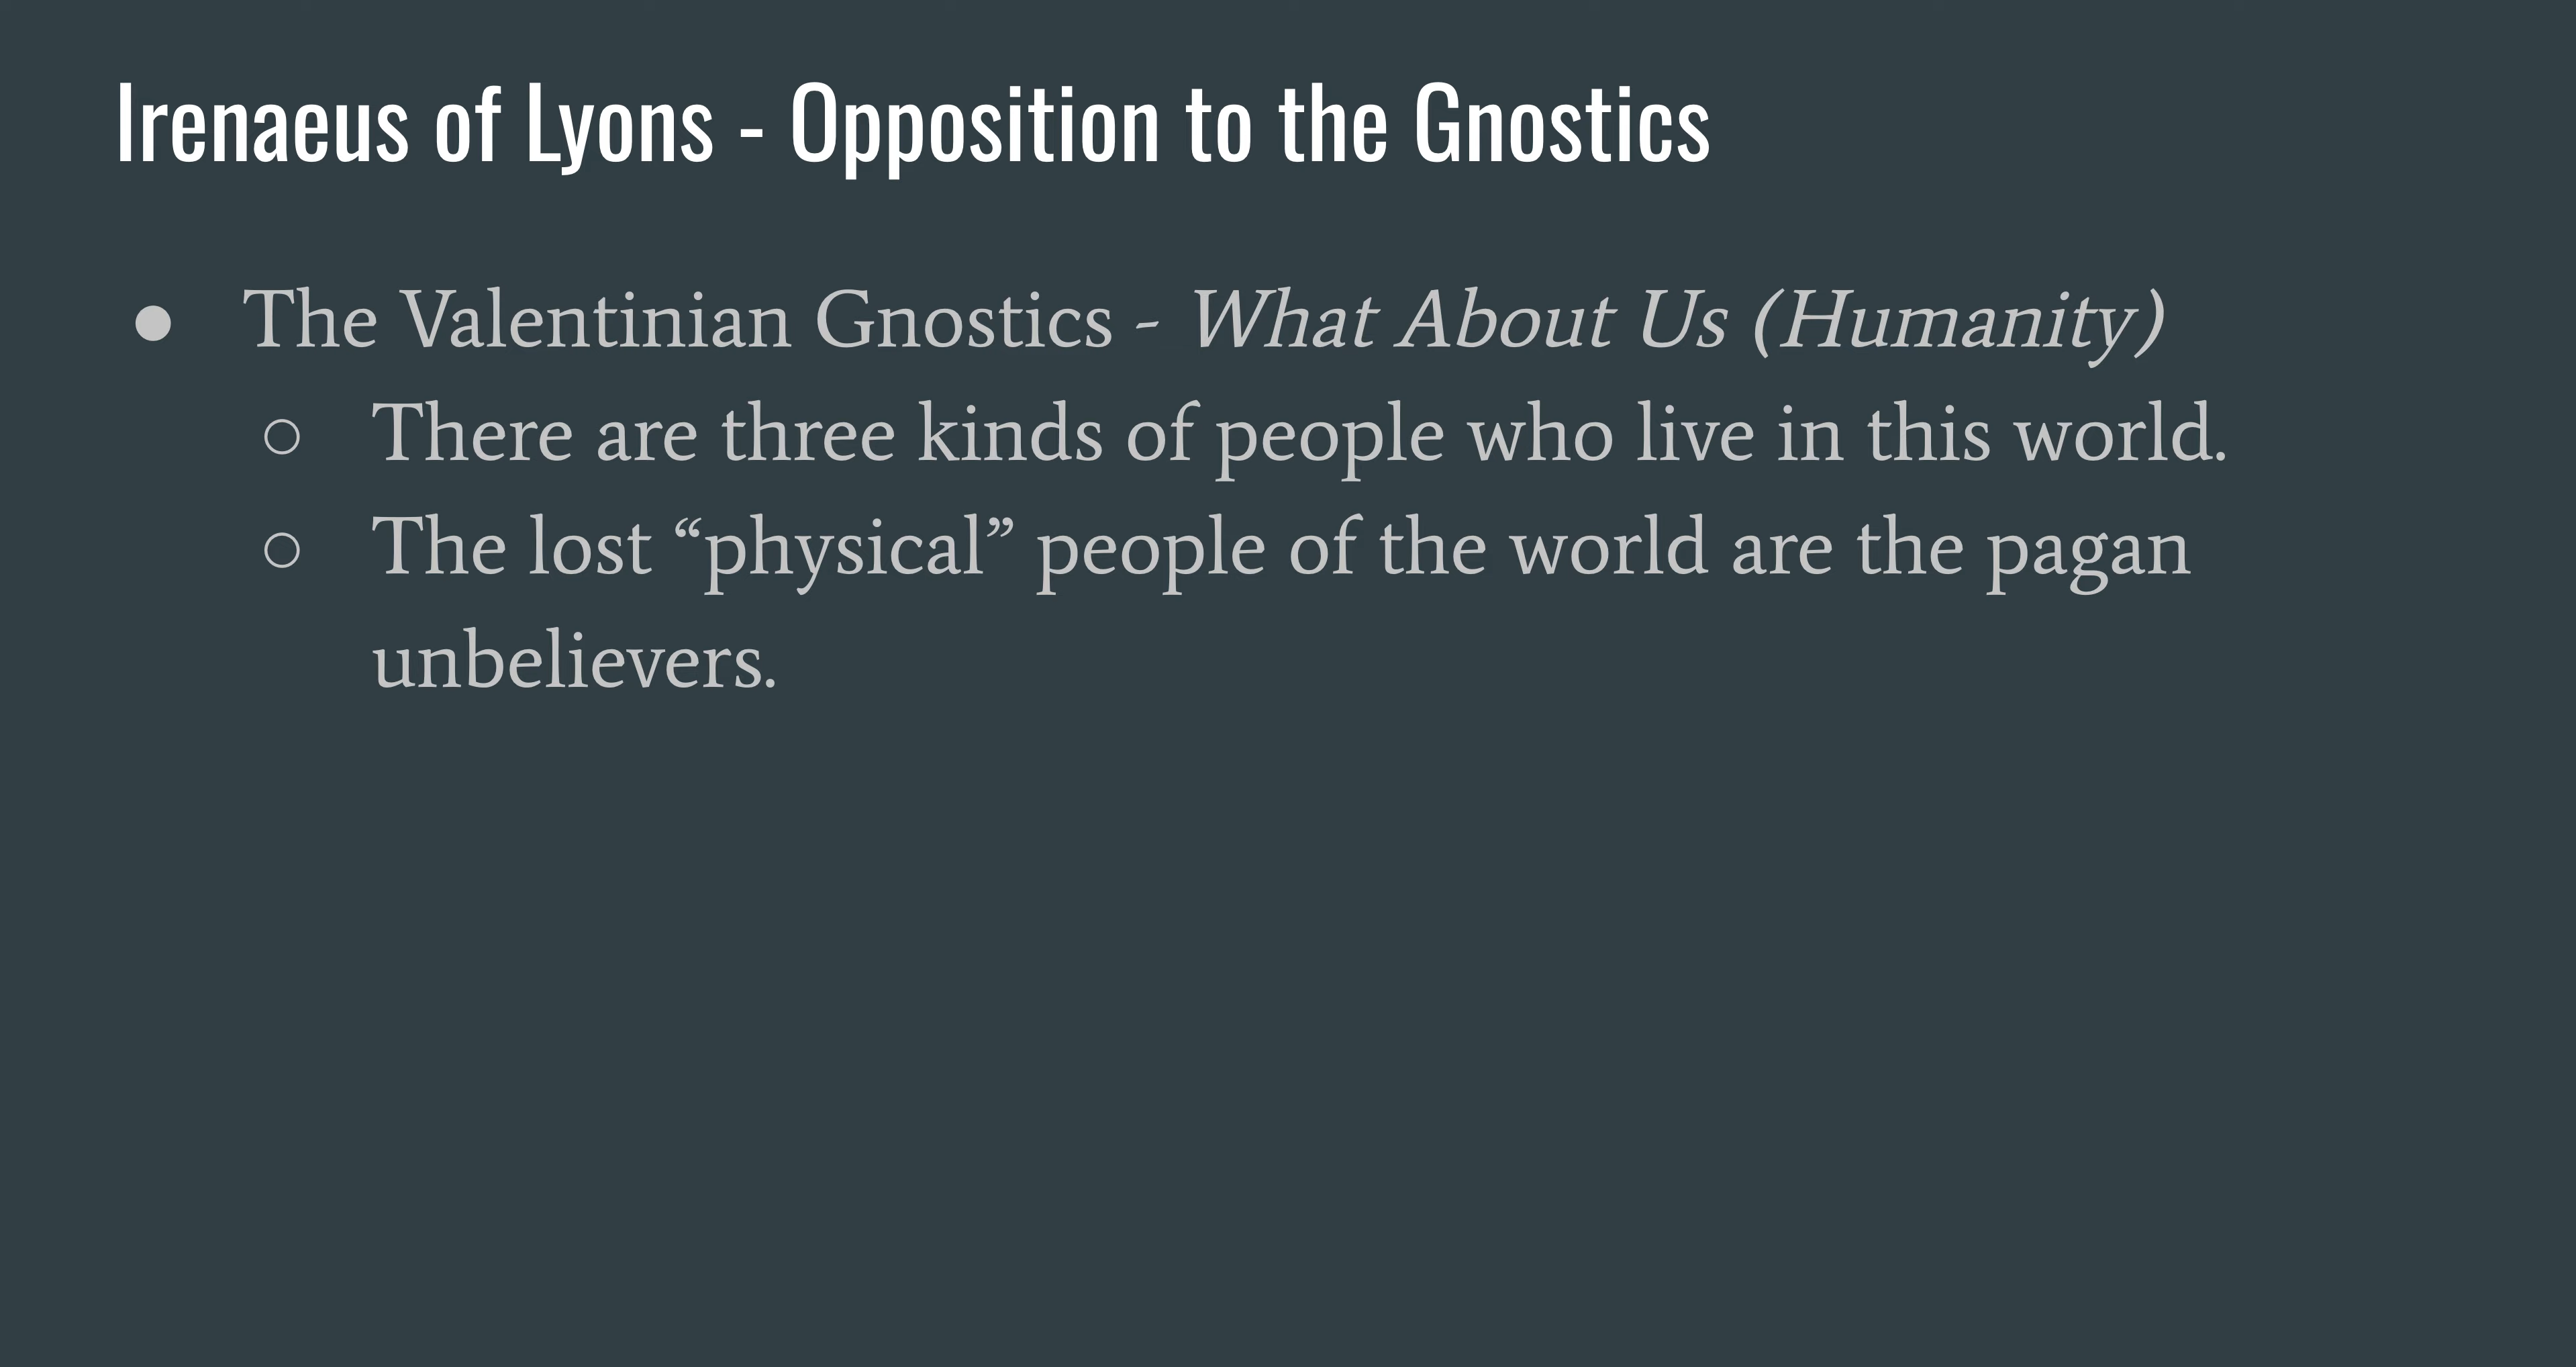 Irenaeus of Lyons - Opposition to the Gnostics
● The Valentinian Gnostics - What About Us (Humanity)
○ There are three kinds of people who live in this world.
○ The lost “physical” people of the world are the pagan
unbelievers.